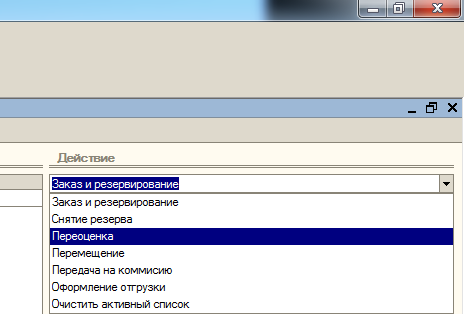 Действие
Заказ и резервирование
Заказ и резервирование
Снятие резерва
Переоценка
Перемещение
Передача на коммисию
Оформление отгрузки
Очистить активный список